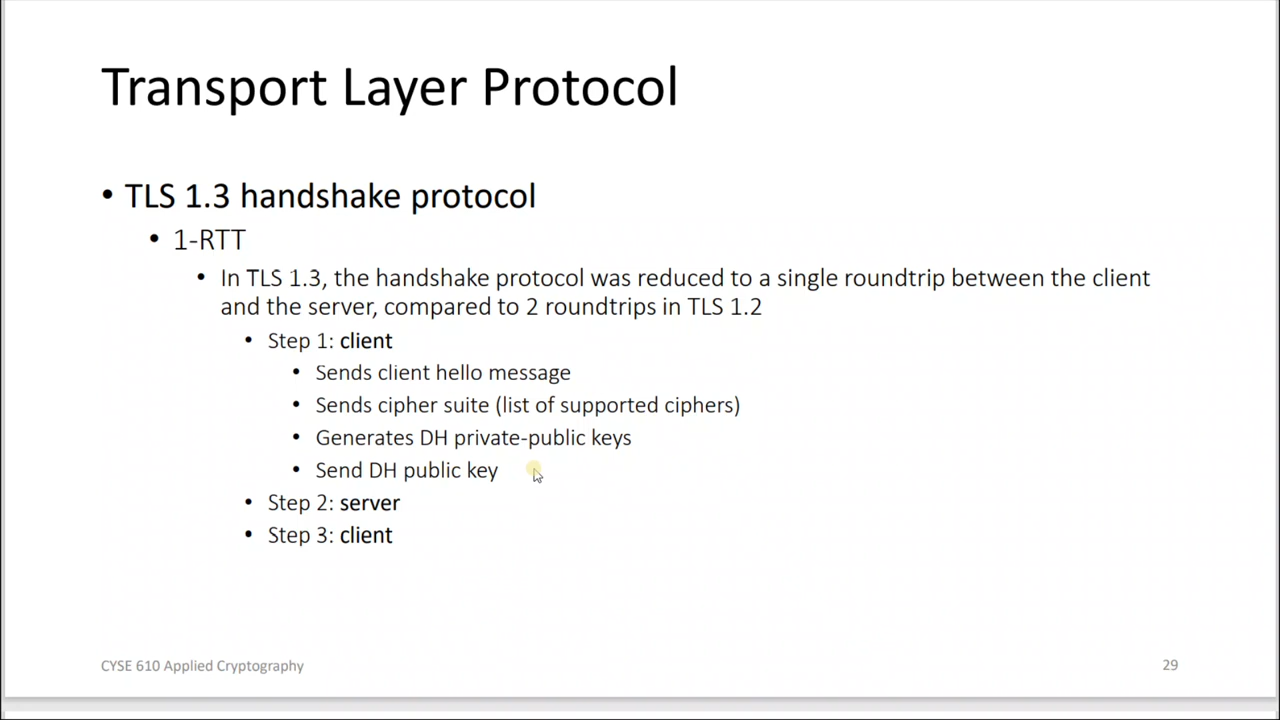 Transport Layer Protocol
• TLS 1.3 handshake protocol
• 1-RTT
• In TLS 1.3, the handshake protocol was reduced to a single roundtrip between the client
and the server, compared to 2 roundtrips in TLS 1.2
• Step 1: client
• Sends client hello message
• Sends cipher suite (list of supported ciphers)
• Generates DH private-public keys
• Send DH public key
• Step 2: server
• Step 3: client
CYSE 610 Applied Cryptography
29